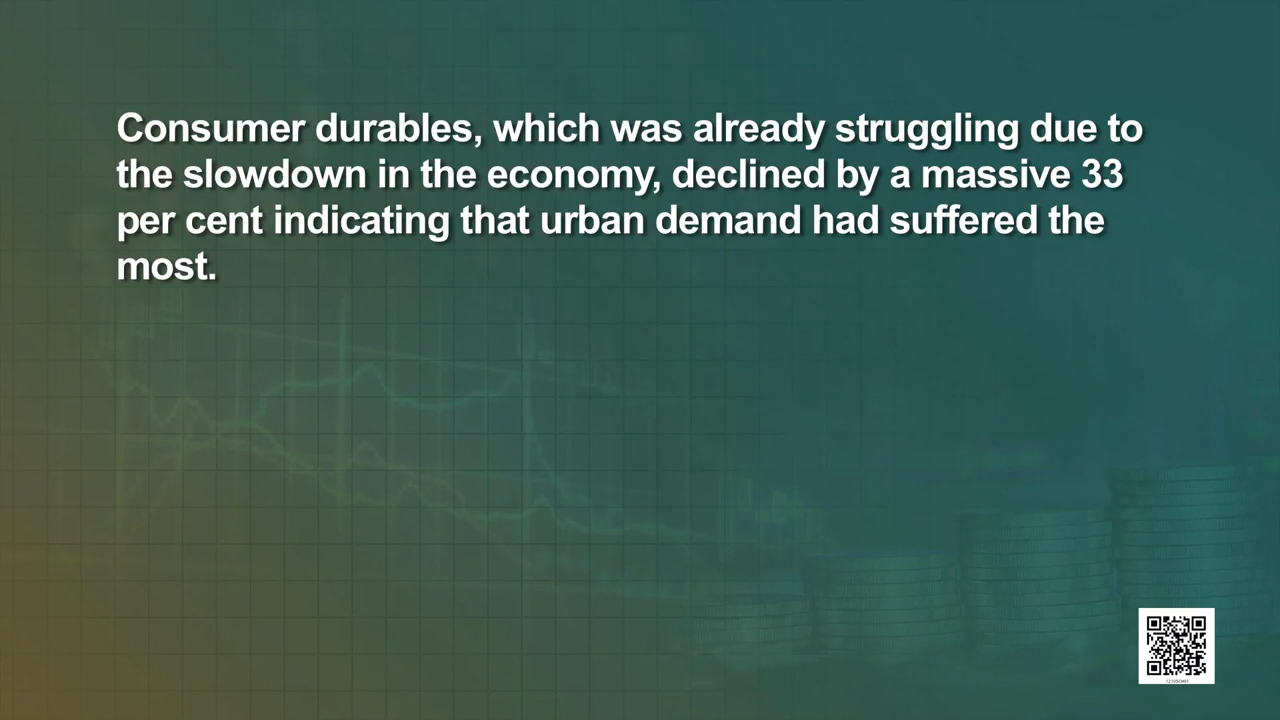 Consumer durables, which was already struggling due to
the slowdown in the economy, declined by a massive 33
per cent indicating that urban demand had suffered the
most.